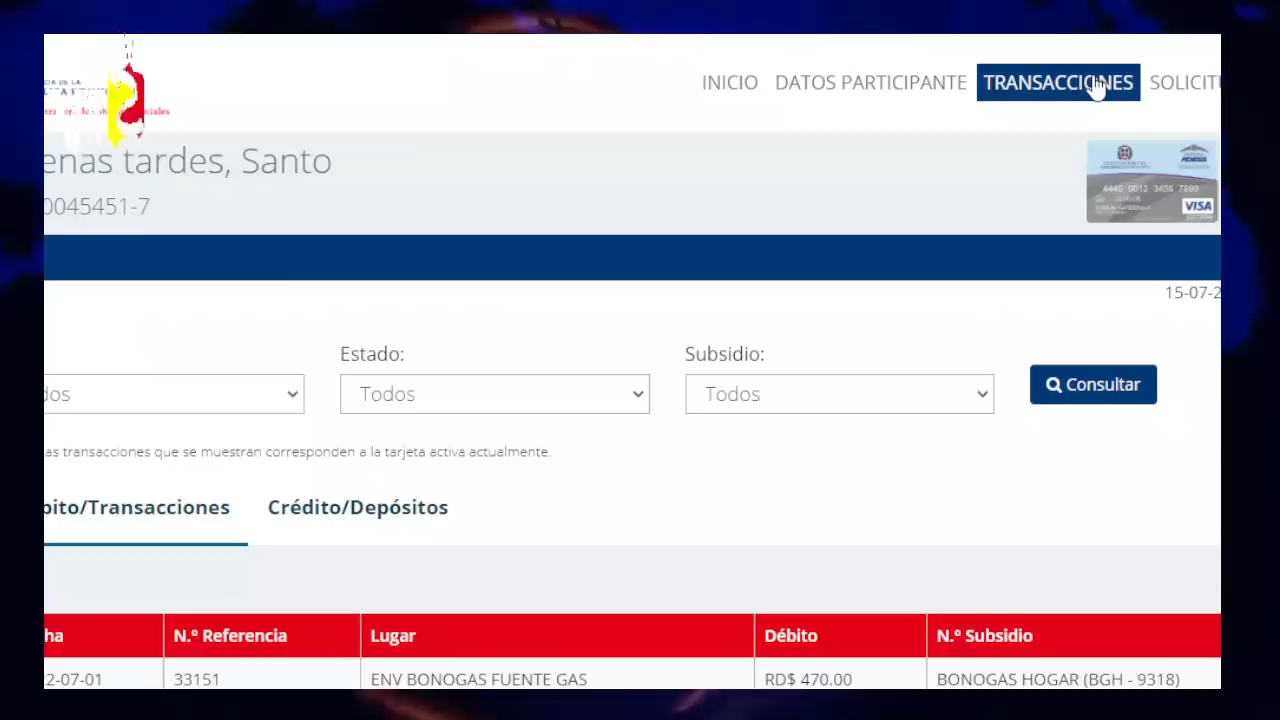 INICIO DATOS PARTICIPANTE TRANSACCIONES SOLICITU
enas tardes, Santo
0045451-7
VISA
15-07-2
Estado:
Subsidio:
dos
Todos
Todos
Consultar
as transacciones que se muestran corresponden a la tarjeta activa actualmente.
bito/Transacciones
Crédito/Depósitos
ha
N.º Referencia
Lugar
Débito
N.º Subsidio
2-07-01
33151
ENV BONOGAS FUENTE GAS
RD$ 470.00
BONOGAS HOGAR (BGH - 9318)